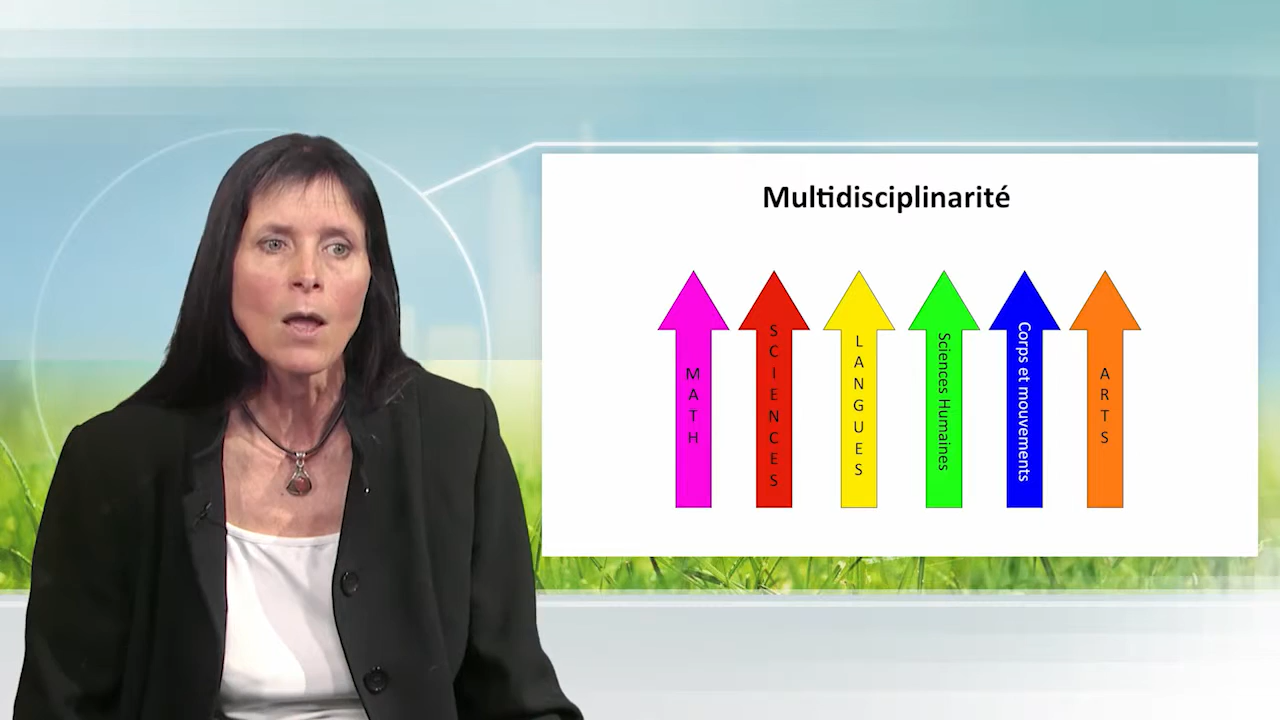 Multidisciplinarité
MATH
SCIENCES
LANGUES
Sciences Humaines
Corps et mouvements
ARTS